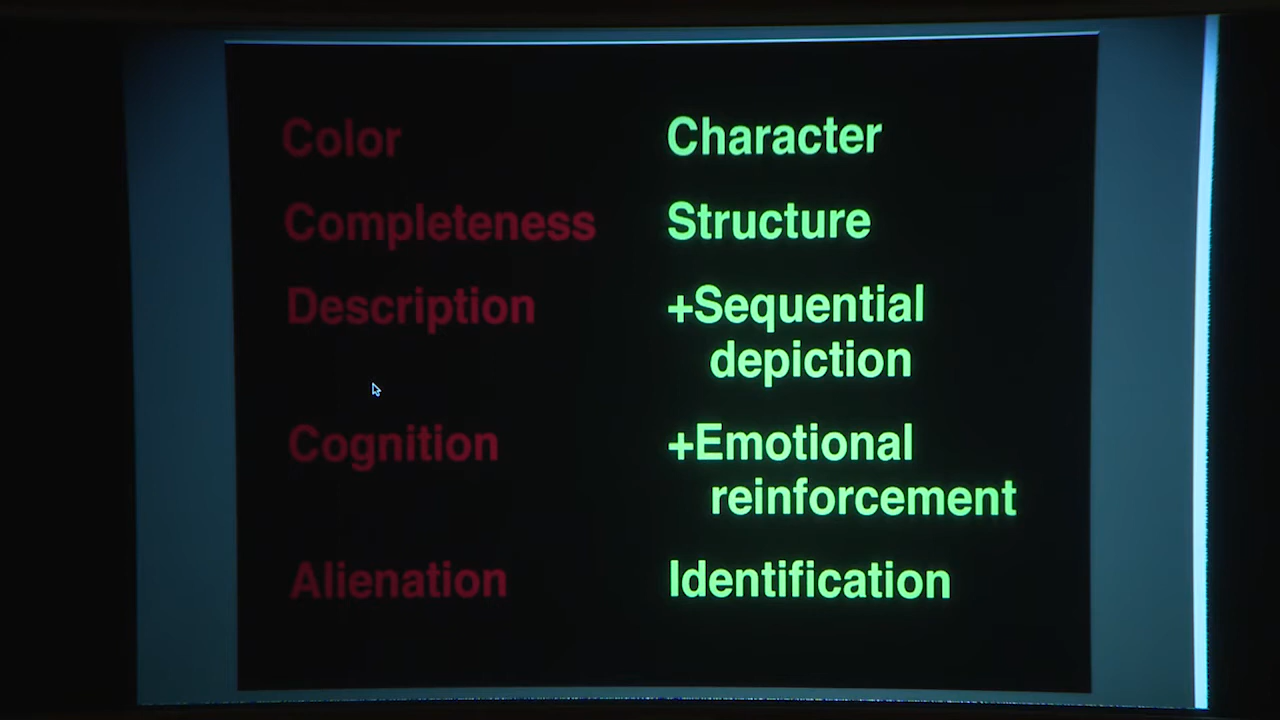 Color Character
Completeness Structure
Description +Sequential
depiction
Cognition +Emotional
reinforcement
Alienation Identification